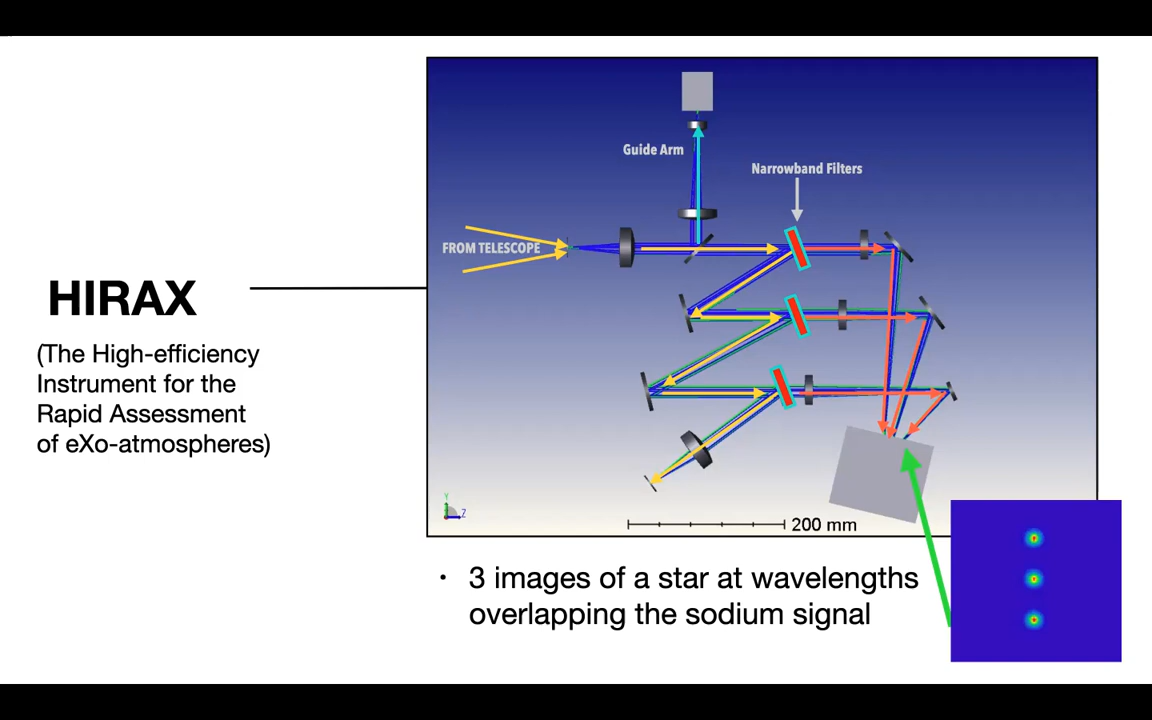 Guide Arm
Narrowband Filters
FROM TELESCOPE
HIRAX
(The High-efficiency
Instrument for the
Rapid Assessment
of eXo-atmospheres)
Y
Z
200 mm
• 3 images of a star at wavelengths
overlapping the sodium signal